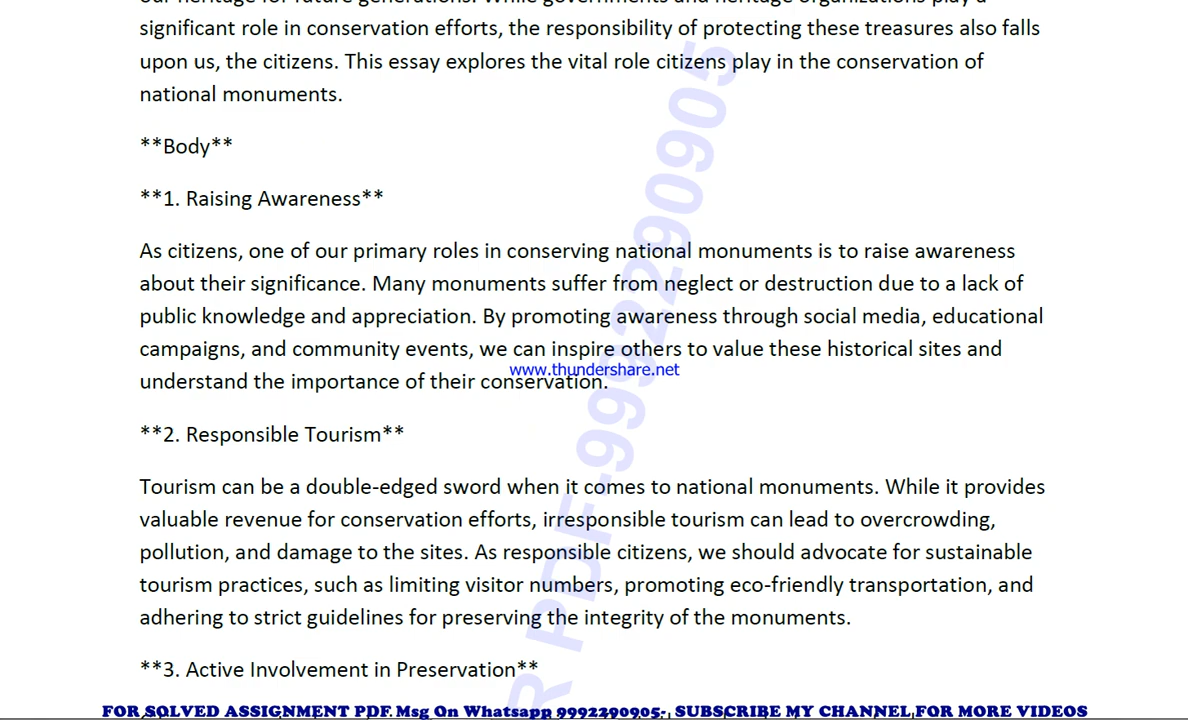 significant role in conservation efforts, the responsibility of protecting these treasures also falls
upon us, the citizens. This essay explores the vital role citizens play in the conservation of
national monuments.
**Body**
**1. Raising Awareness**
As citizens, one of our primary roles in conserving national monuments is to raise awareness
about their significance. Many monuments suffer from neglect or destruction due to a lack of
public knowledge and appreciation. By promoting awareness through social media, educational
campaigns, and community events, we can inspire others to value these historical sites and
www.thundershare.net
understand the importance of their conservation.
**2. Responsible Tourism**
Tourism can be a double-edged sword when it comes to national monuments. While it provides
valuable revenue for conservation efforts, irresponsible tourism can lead to overcrowding,
pollution, and damage to the sites. As responsible citizens, we should advocate for sustainable
tourism practices, such as limiting visitor numbers, promoting eco-friendly transportation, and
adhering to strict guidelines for preserving the integrity of the monuments.
**3. Active Involvement in Preservation**
R PDF-9992290905
FOR SOLVED ASSIGNMENT PDF. Msg On Whatsapp 9992290905-, SUBSCRIBE MY CHANNEL FOR MORE VIDEOS